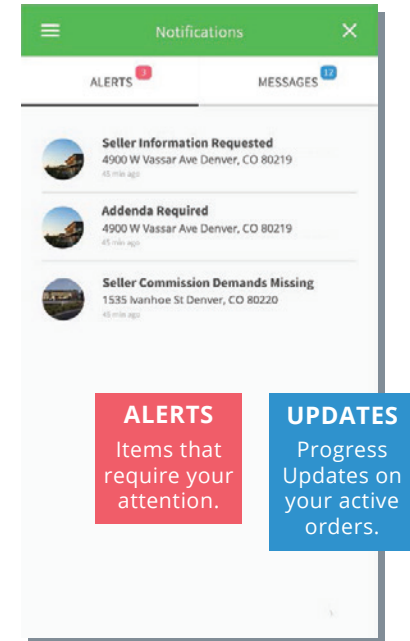 Notifications
ALERTS 3
MESSAGES 12
Seller Information Requested
4900 W Vassar Ave Denver, CO 80219
45 min ago
Addenda Required
4900 W Vassar Ave Denver, CO 80219
45 min ago
Seller Commission Demands Missing
1535 Ivanhoe St Denver, CO 80220
45 min ago
ALERTS
Items that
require your
attention.
UPDATES
Progress
Updates on
your active
orders.